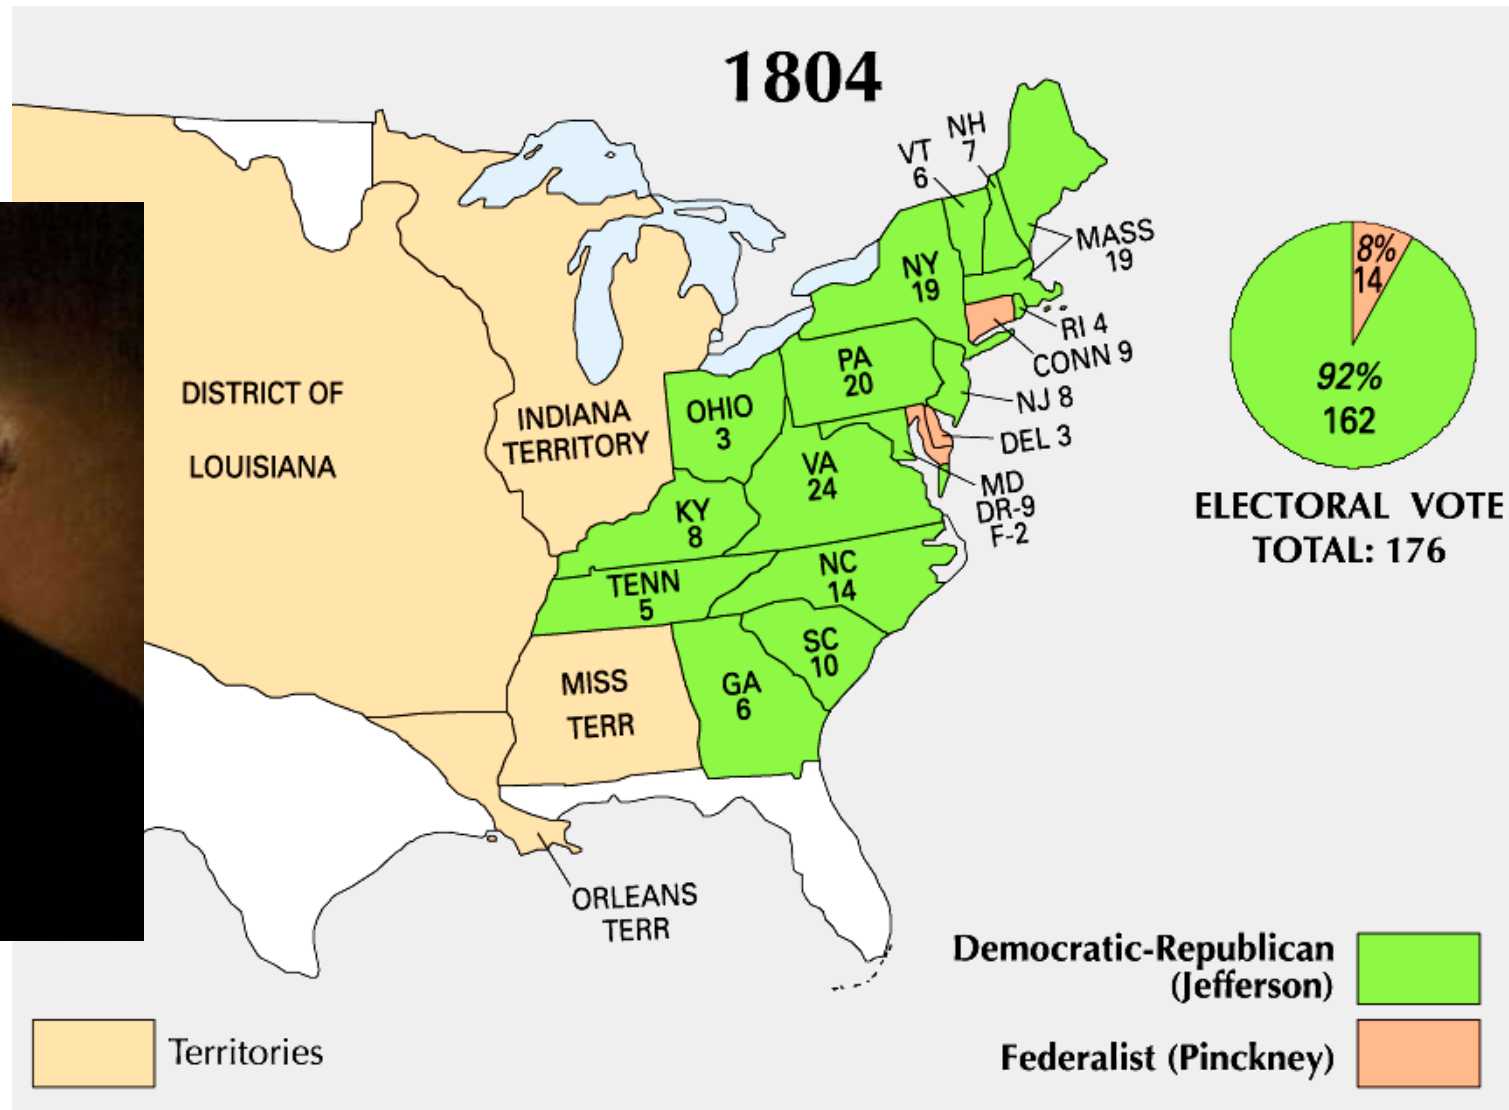 1804
NH
7
VT
6
MASS
19
NY
19
RI 4
CONN 9
PA
20
NJ 8
OHIO
3
DEL 3
MD
DR-9
F-2
VA
24
KY
8
INDIANA
TERRITORY
DISTRICT OF
LOUISIANA
TENN
5
NC
14
SC
10
GA
6
MISS
TERR
ORLEANS
TERR
8%
14
92%
162
ELECTORAL VOTE
TOTAL: 176
Democratic-Republican
(Jefferson)
Federalist (Pinckney)
Territories